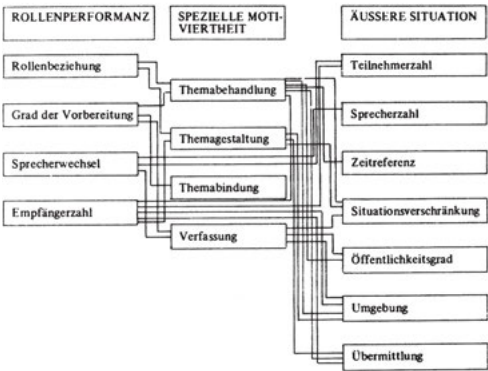 ROLLENPERFORMANZ
SPEZIELLE MOTI-
VIERTHEIT
ÄUSSERE SITUATION
Rollenbeziehung
Grad der Vorbereitung
Sprecherwechsel
Empfängerzahl
Themabehandlung
Themagestaltung
Themabindung
Verfassung
Teilnehmerzahl
Sprecherzahl
Zeitreferenz
Situationsverschränkung
Öffentlichkeitsgrad
Umgebung
Übermittlung